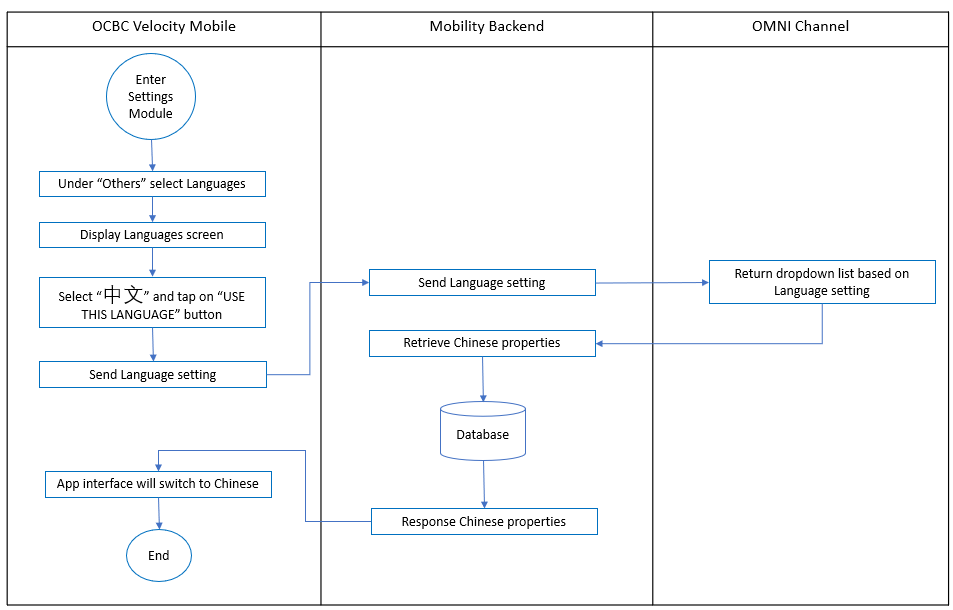 OCBC Velocity Mobile
Mobility Backend
OMNI Channel
Enter
Settings
Module
Under “Others” select Languages
Display Languages screen
Select “中文” and tap on “USE
THIS LANGUAGE” button
Send Language setting
Send Language setting
Return dropdown list based on
Language setting
Retrieve Chinese properties
Database
Response Chinese properties
App interface will switch to Chinese
End